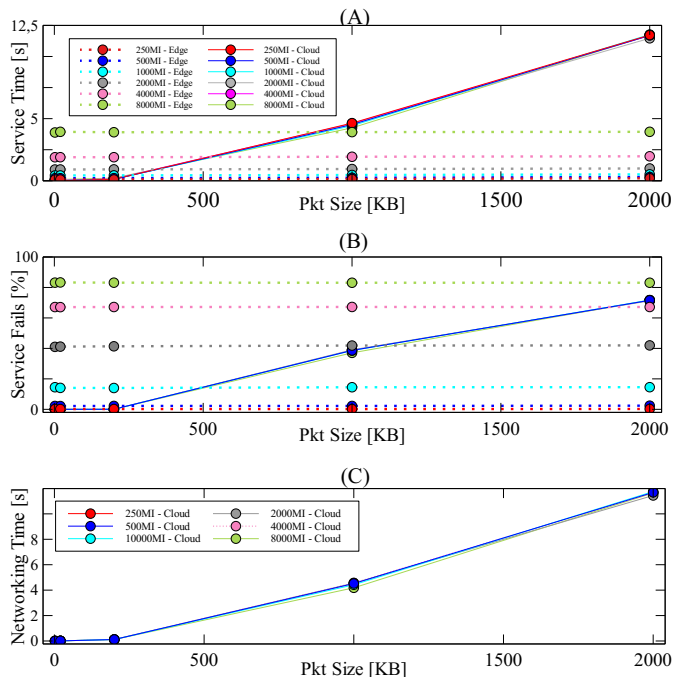 (A)
12,5
5
0
Service Time [s]
250MI - Edge 250MI - Cloud
500MI - Edge 500MI - Cloud
1000MI - Edge 1000MI - Cloud
2000MI - Edge 2000MI - Cloud
4000MI - Edge 4000MI - Cloud
8000MI - Edge 8000MI - Cloud
0 500 1000 1500 2000
Pkt Size [KB]
(B)
100
0
Service Fails [%]
0 500 1000 1500 2000
Pkt Size [KB]
(C)
8
6
4
2
0
Networking Time [s]
250MI - Cloud 2000MI - Cloud
500MI - Cloud 4000MI - Cloud
10000MI - Cloud 8000MI - Cloud
0 500 1000 1500 2000
Pkt Size [KB]